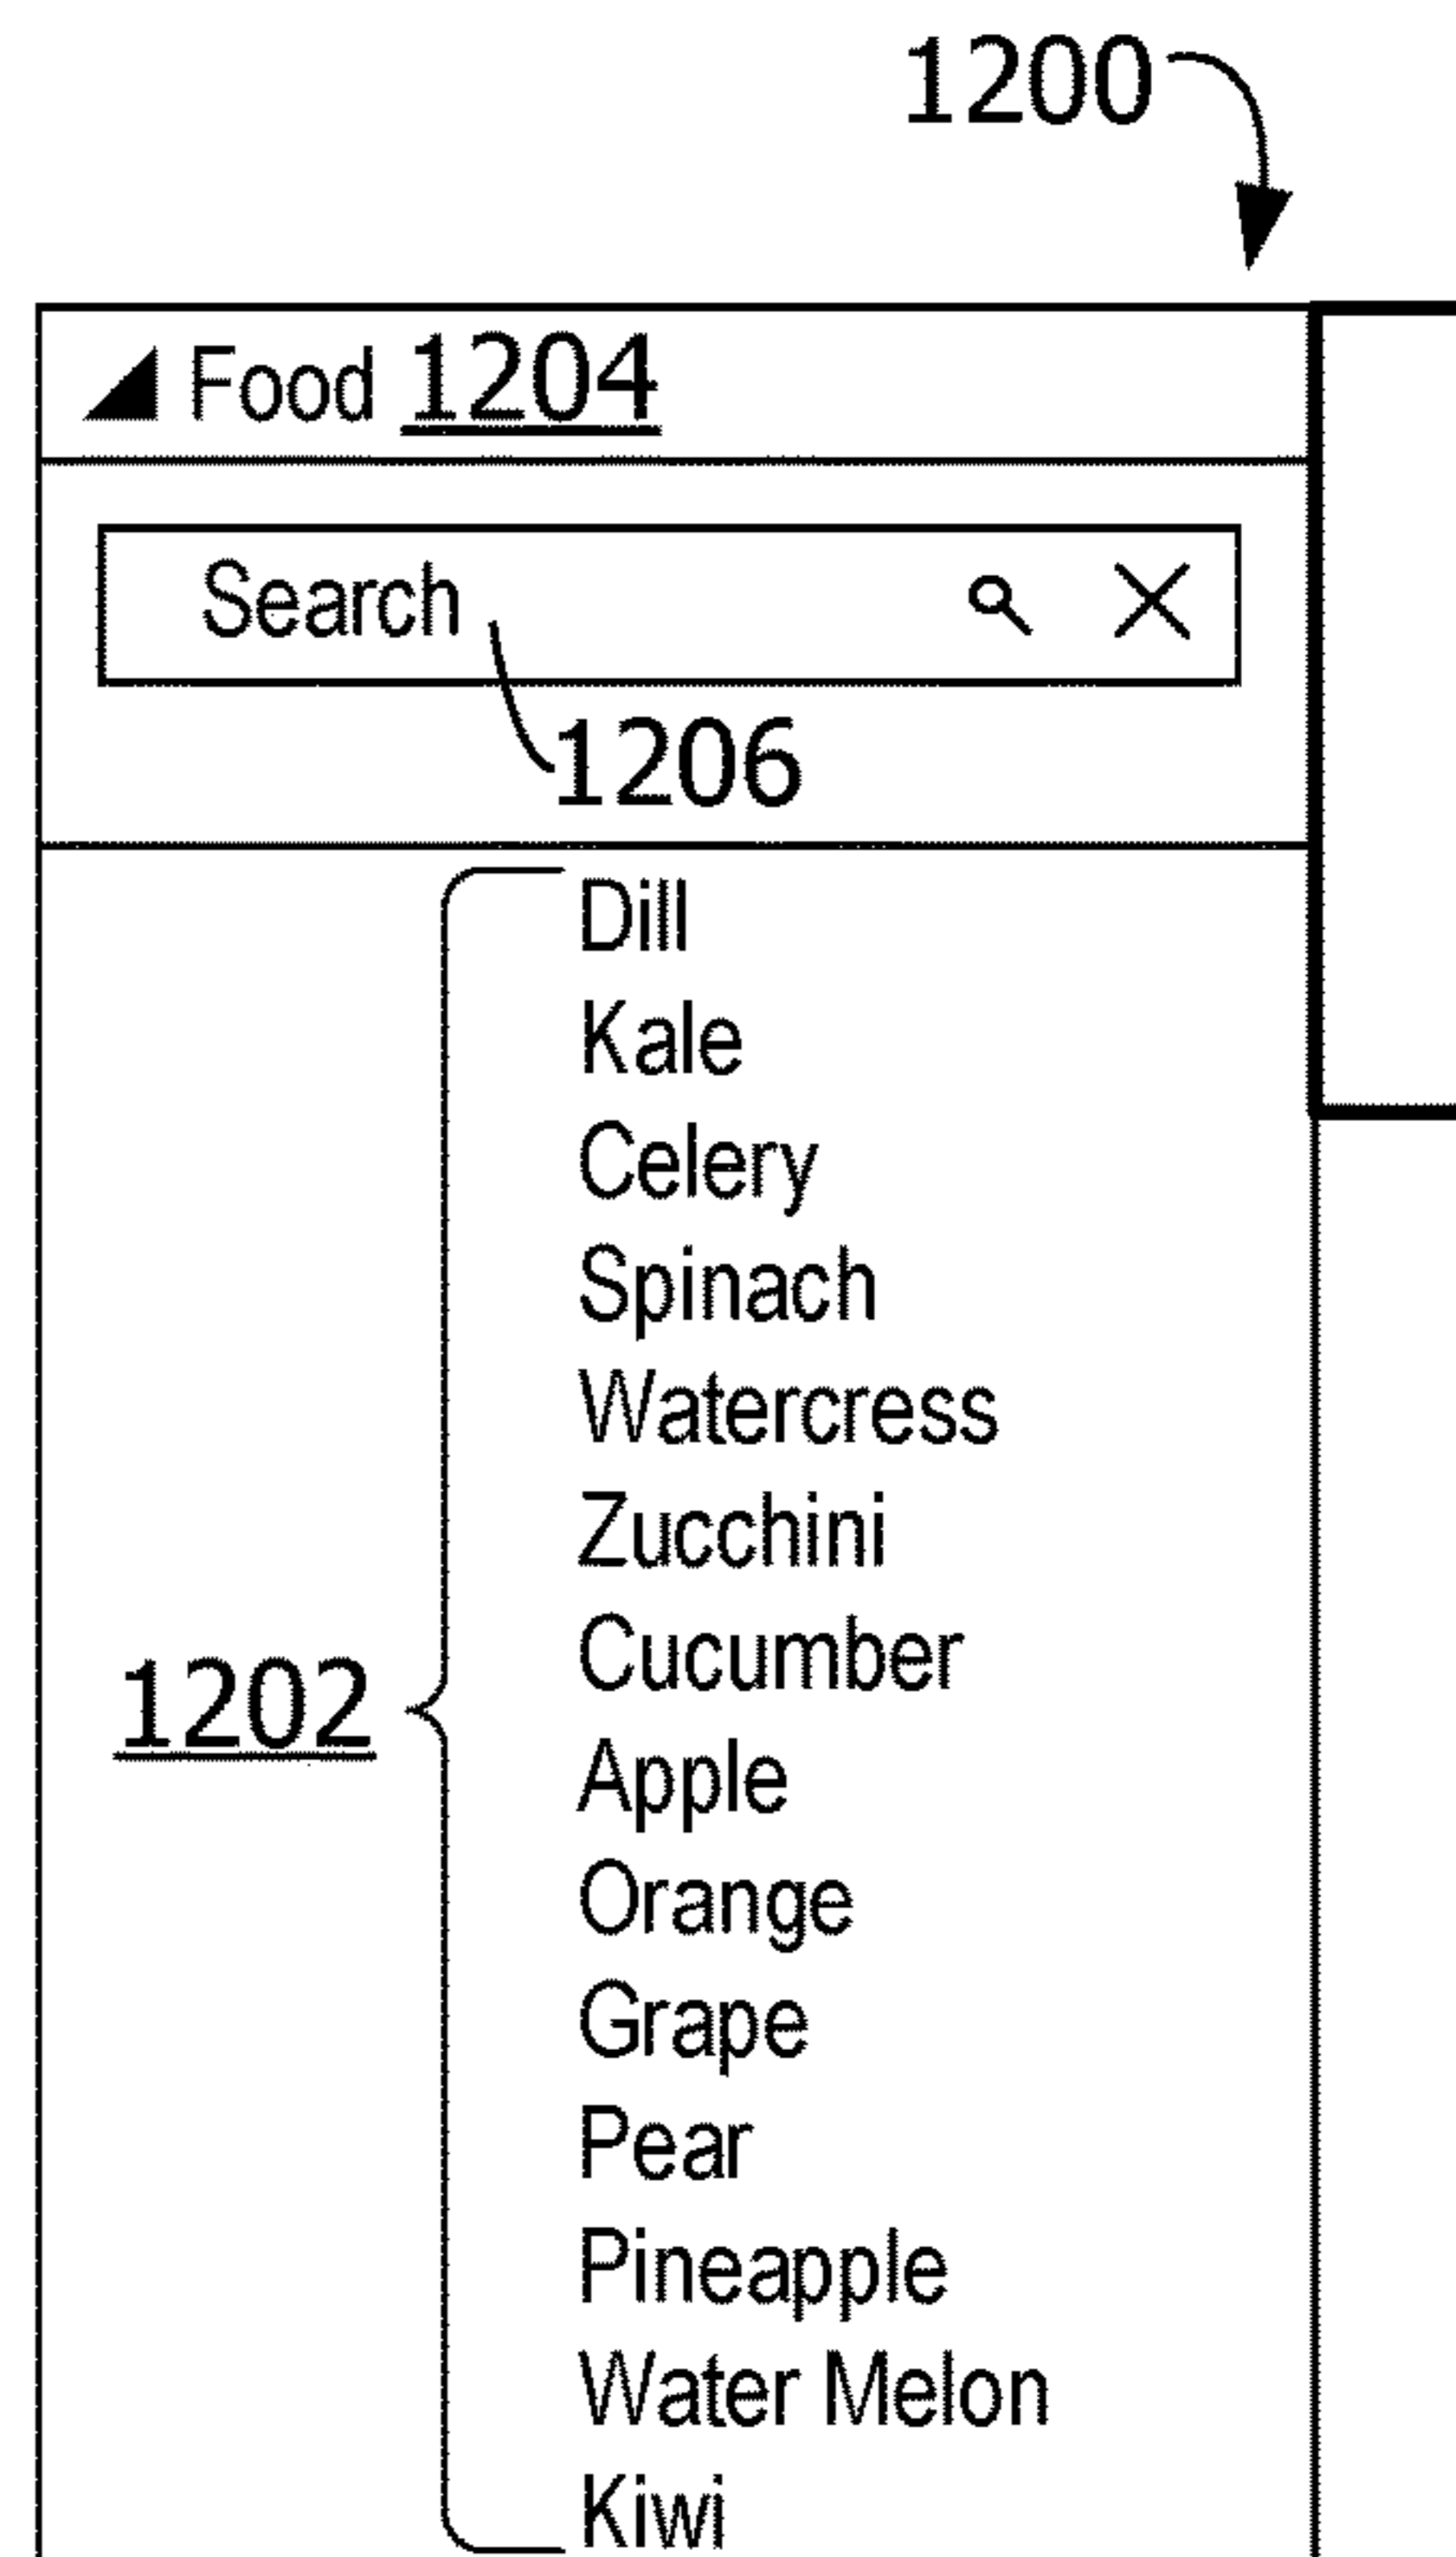 1200
Food 1204
Search
1206
Dill
Kale
Celery
Spinach
Watercress
Zucchini
Cucumber
1202
Apple
Orange
Grape
Pear
Pineapple
Water Melon
Kiwi